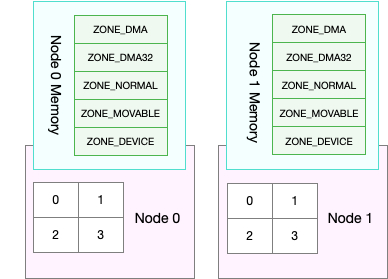 Node 0 Memory
ZONE_DMA
ZONE_DMA32
ZONE_NORMAL
ZONE_MOVABLE
ZONE_DEVICE
0 1
2 3
Node 0
Node 1 Memory
ZONE_DMA
ZONE_DMA32
ZONE_NORMAL
ZONE_MOVABLE
ZONE_DEVICE
0 1
2 3
Node 1